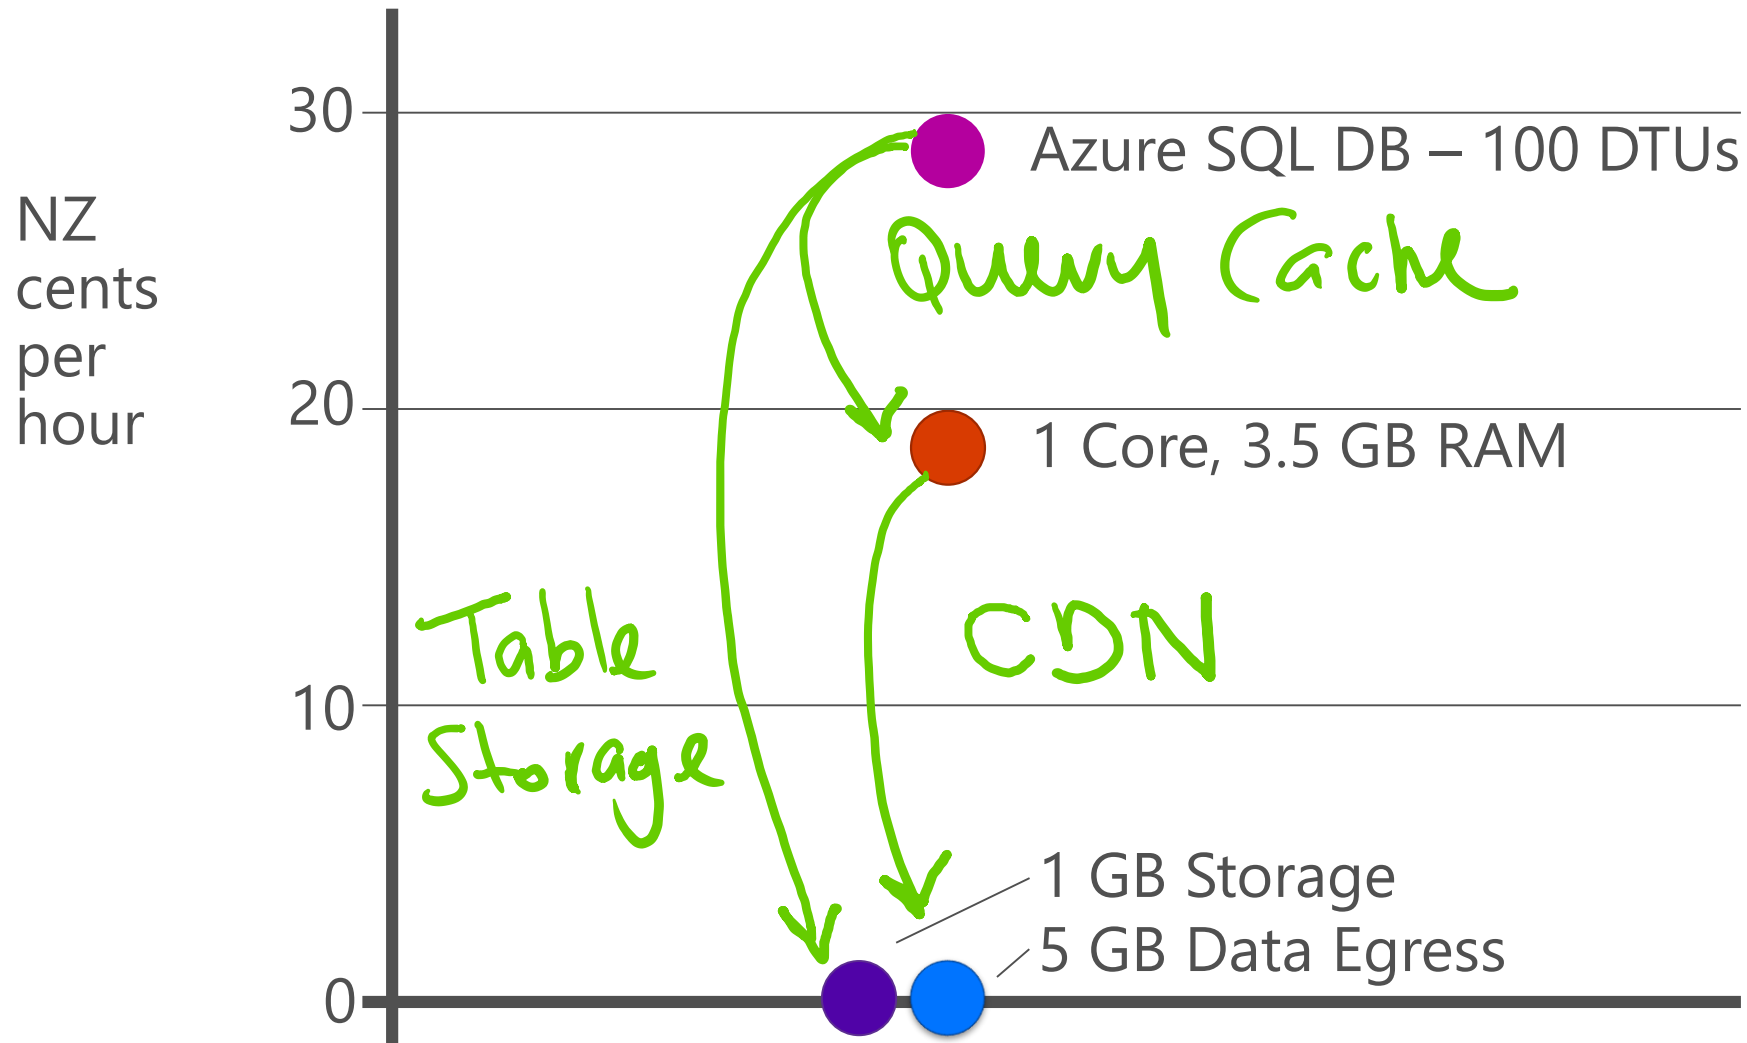 30
Azure SQL DB – 100 DTUs
NZ
cents
per
hour
Query Cache
20
1 Core, 3.5 GB RAM
Table
Storage
CDN
10
1 GB Storage
5 GB Data Egress
0